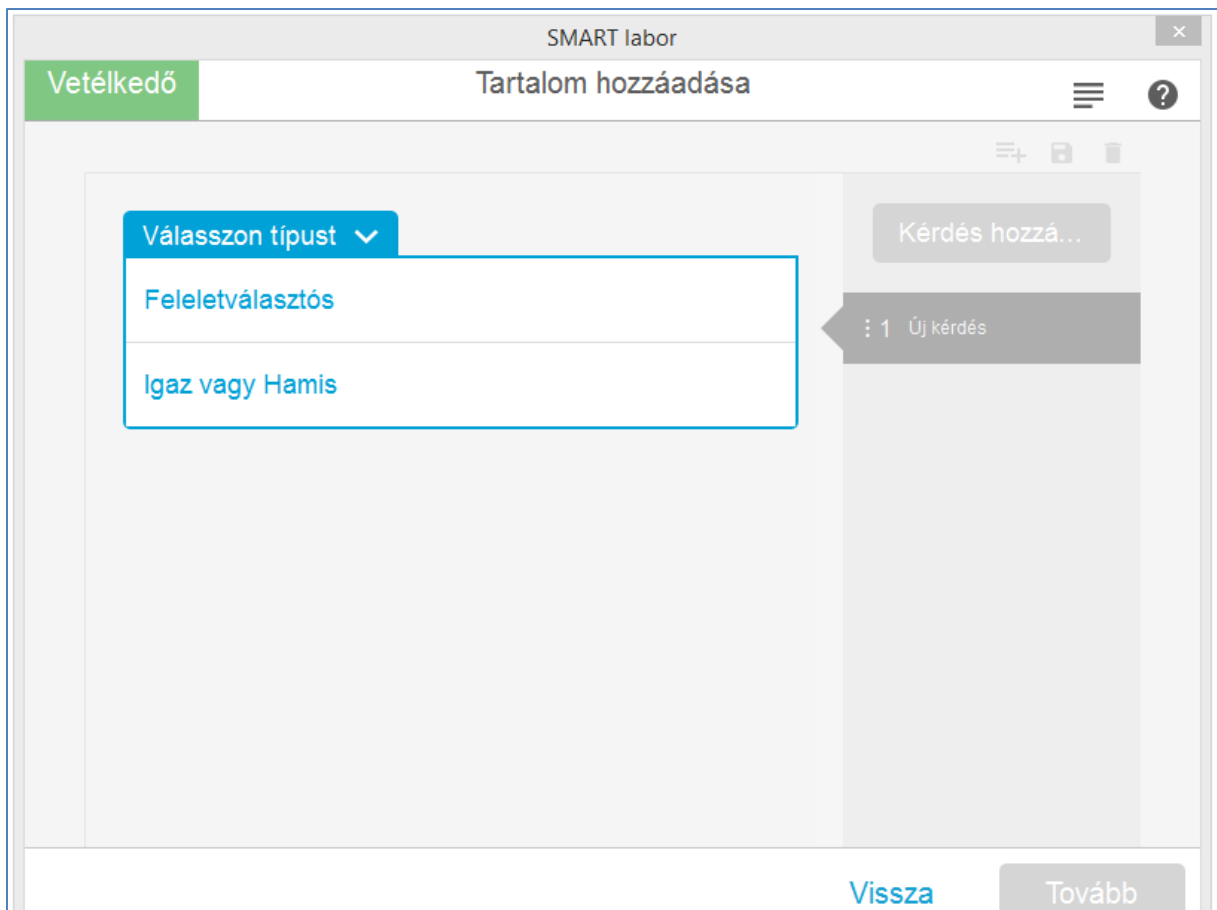 SMART labor
Vetélkedő
Tartalom hozzáadása
Válasszon típust
Feleletválasztós
Igaz vagy Hamis
Kérdés hozzá...
1 Új kérdés
Vissza
Tovább